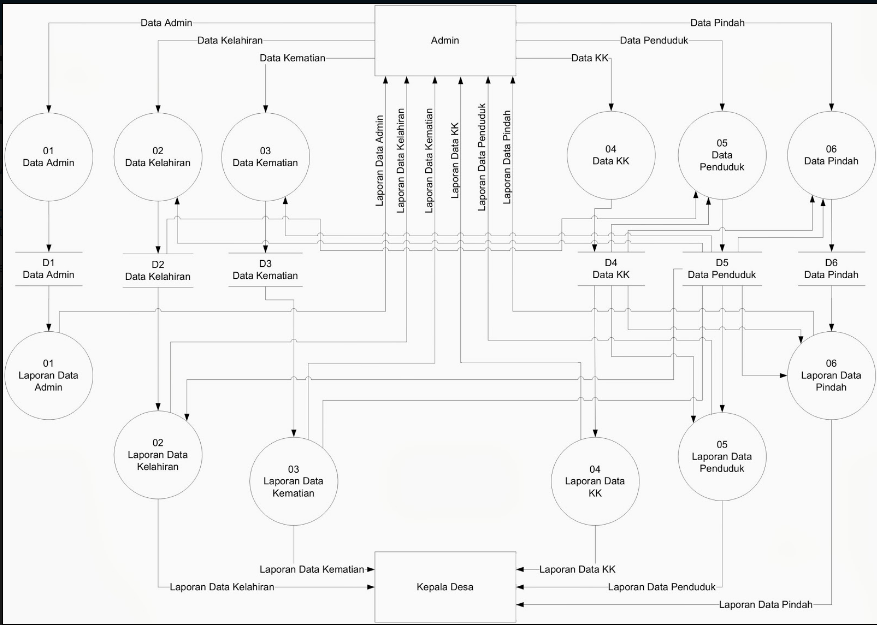 Data Admin
Data Kelahiran
Data Kematian
Admin
Data Pindah
Data Penduduk
Data KK
Laporan Data Admin
Laporan Data Kelahiran
Laporan Data Kematian
Laporan Data KK
Laporan Data Penduduk
Laporan Data Pindah
01
Data Admin
02
Data Kelahiran
03
Data Kematian
04
Data KK
05
Data
Penduduk
06
Data Pindah
D1
Data Admin
D2
Data Kelahiran
D3
Data Kematian
D4
Data KK
D5
Data Penduduk
D6
Data Pindah
01
Laporan Data
Admin
02
Laporan Data
Kelahiran
03
Laporan Data
Kematian
04
Laporan Data
KK
05
Laporan Data
Penduduk
06
Laporan Data
Pindah
Laporan Data Kematian
Laporan Data Kelahiran
Kepala Desa
Laporan Data KK
Laporan Data Penduduk
Laporan Data Pindah